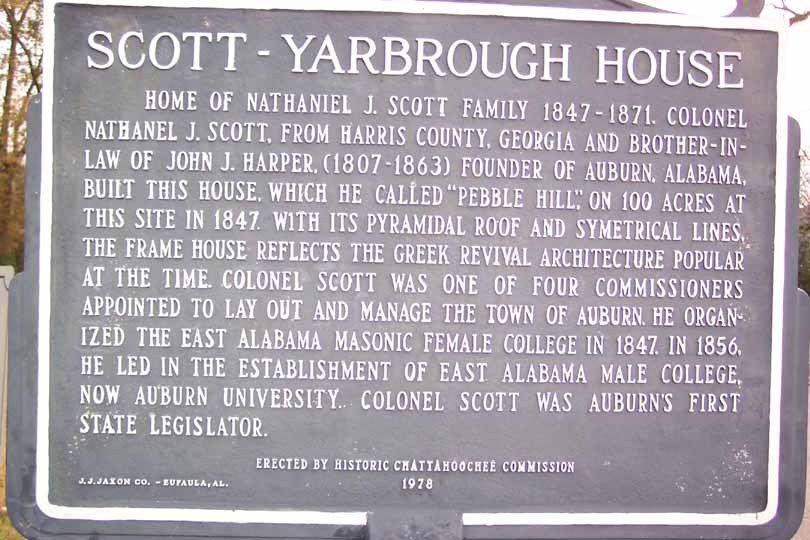 SCOTT - YARBROUGH HOUSE
HOME OF NATHANIEL J. SCOTT FAMILY 1847-1871. COLONEL
NATHANEL J. SCOTT, FROM HARRIS COUNTY, GEORGIA AND BROTHER-IN-
LAW OF JOHN J. HARPER, (1807-1863) FOUNDER OF AUBURN, ALABAMA,
BUILT THIS HOUSE, WHICH HE CALLED "PEBBLE HILL", ON 100 ACRES AT
THIS SITE IN 1847. WITH ITS PYRAMIDAL ROOF AND SYMETRICAL LINES,
THE FRAME HOUSE REFLECTS THE GREEK REVIVAL ARCHITECTURE POPULAR
AT THE TIME. COLONEL SCOTT WAS ONE OF FOUR COMMISSIONERS
APPOINTED TO LAY OUT AND MANAGE THE TOWN OF AUBURN. HE ORGAN-
IZED THE EAST ALABAMA MASONIC FEMALE COLLEGE IN 1847. IN 1856,
HE LED IN THE ESTABLISHMENT OF EAST ALABAMA MALE COLLEGE,
NOW AUBURN UNIVERSITY. COLONEL SCOTT WAS AUBURN'S FIRST
STATE LEGISLATOR.
ERECTED BY HISTORIC CHATTAHOOCHEE COMMISSION
J.J. JAXON CO. - EUFAULA, AL.
1978